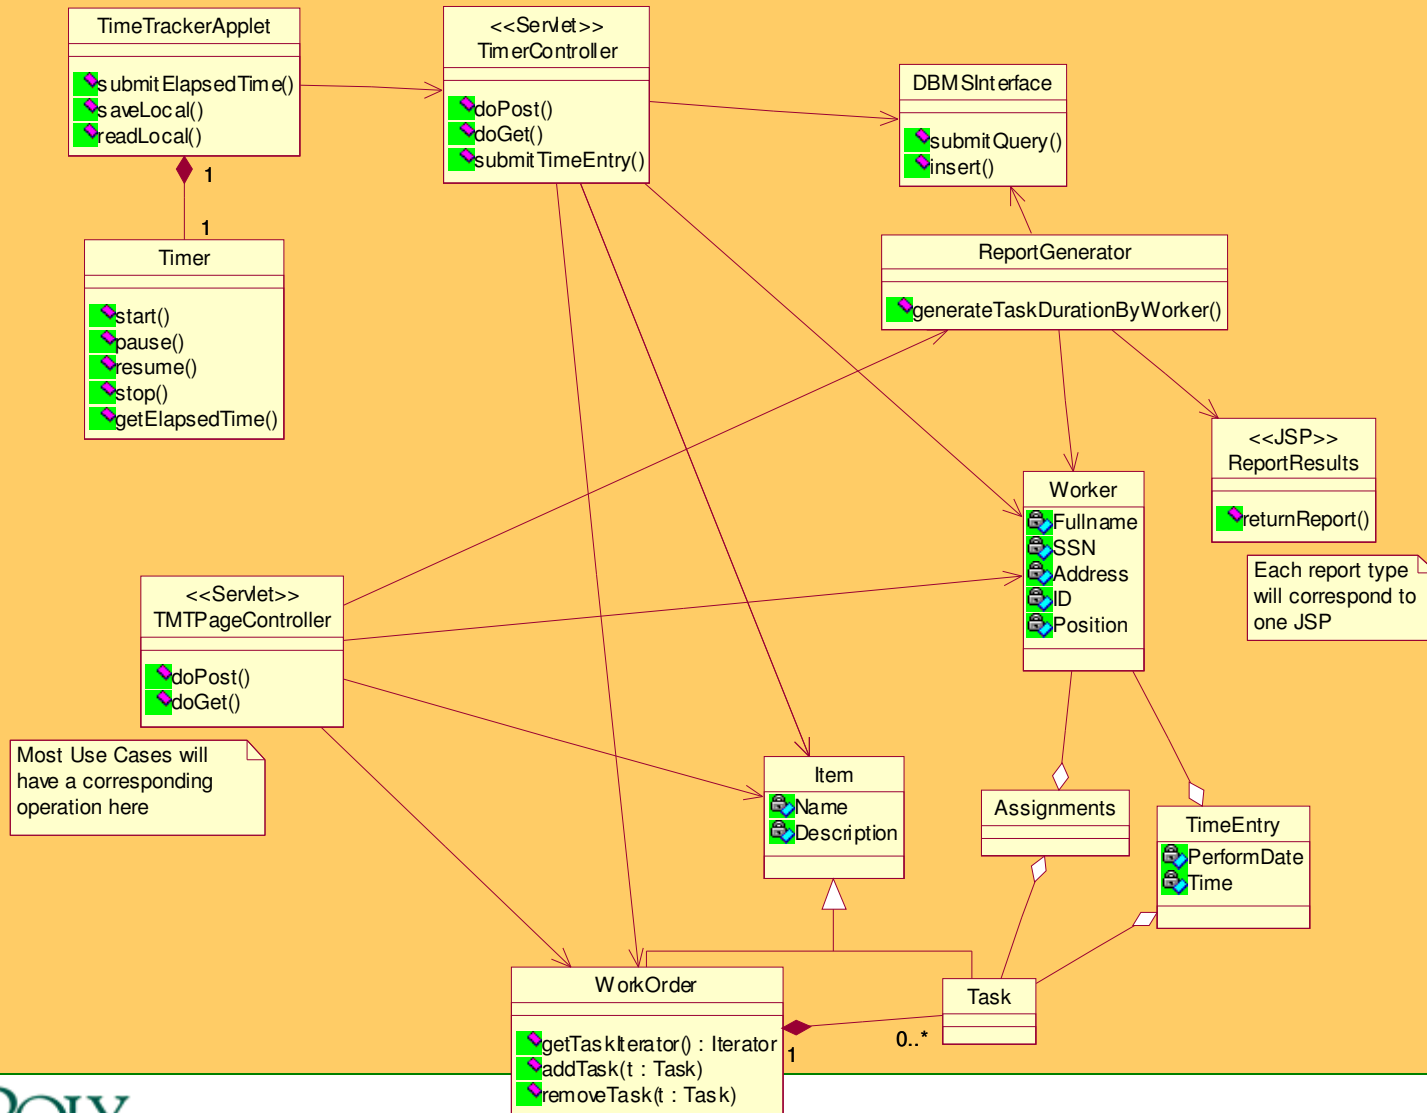 TimeTrackerApplet
submitElapsedTime()
saveLocal()
readLocal()
1
1
Timer
start()
pause()
resume()
stop()
getElapsedTime()
<<Servlet>>
TimerController
doPost()
doGet()
submitTimeEntry()
DBMSInterface
submitQuery()
insert()
ReportGenerator
generateTaskDurationByWorker()
<<JSP>>
ReportResults
returnReport()
Each report type
will correspond to
one JSP
Worker
Fullname
SSN
Address
ID
Position
<<Servlet>>
TMTPageController
doPost()
doGet()
Most Use Cases will
have a corresponding
operation here
Item
Name
Description
Assignments
TimeEntry
PerformDate
Time
WorkOrder
getTaskIterator() : Iterator
addTask(t : Task)
removeTask(t : Task)
1
0..*
Task
POLY